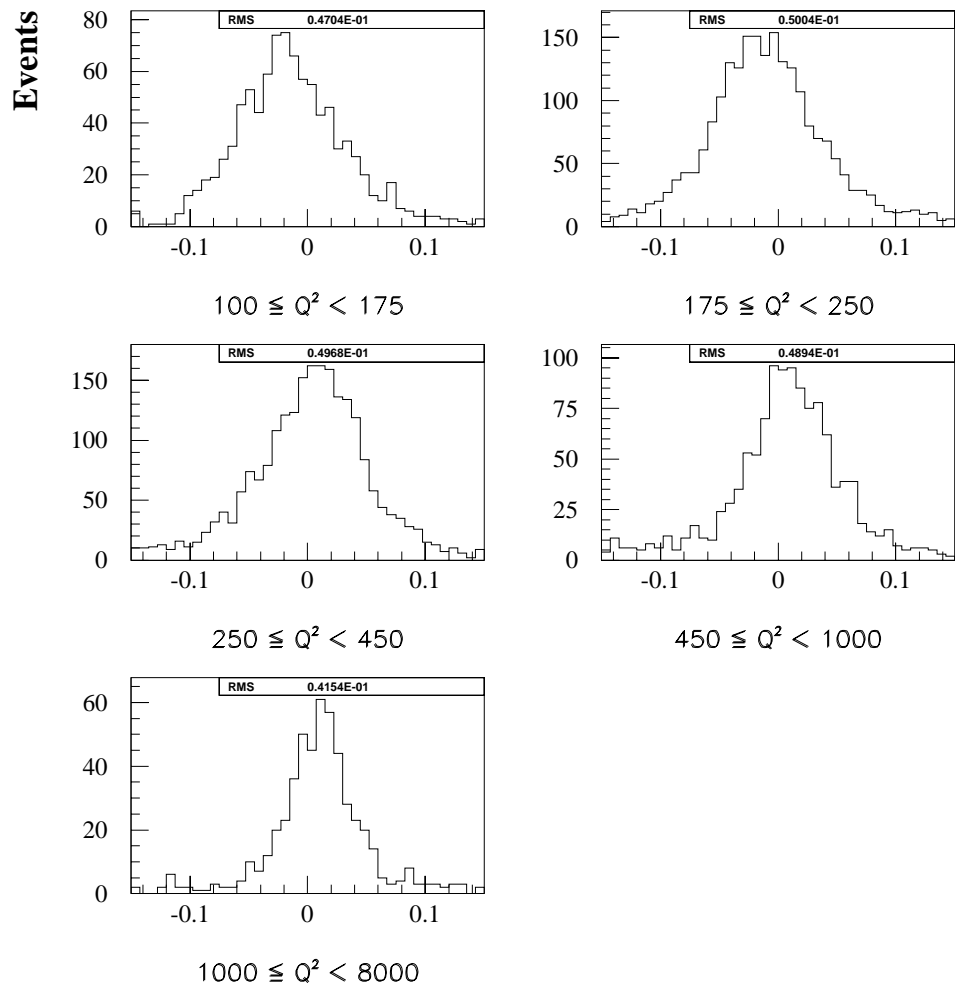 Events
RMS 0.4704E-01
80
60
40
20
0
-0.1 0 0.1
100 ≦ Q² < 175
RMS 0.5004E-01
150
100
50
0
-0.1 0 0.1
175 ≦ Q² < 250
RMS 0.4968E-01
150
100
50
0
-0.1 0 0.1
250 ≦ Q² < 450
RMS 0.4894E-01
100
75
50
25
0
-0.1 0 0.1
450 ≦ Q² < 1000
RMS 0.4154E-01
60
40
20
0
-0.1 0 0.1
1000 ≦ Q² < 8000